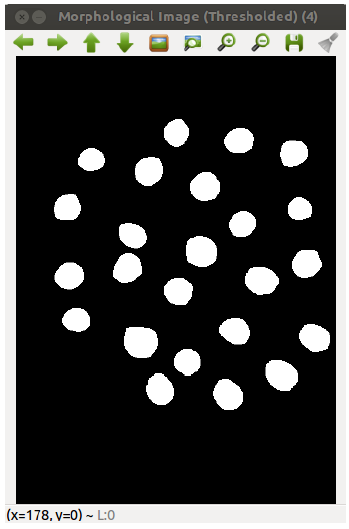 Morphological Image (Thresholded) (4)
(x=178, y=0) ~ L:0